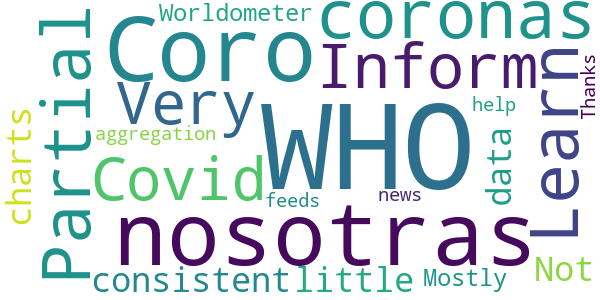 Worldometer
coronas
Coro
Inform
Partial
Learn
Thanks
Very
WHO
help
charts
aggregation
data
Covid
feeds
news
nosotras
Not
consistent
little
Mostly